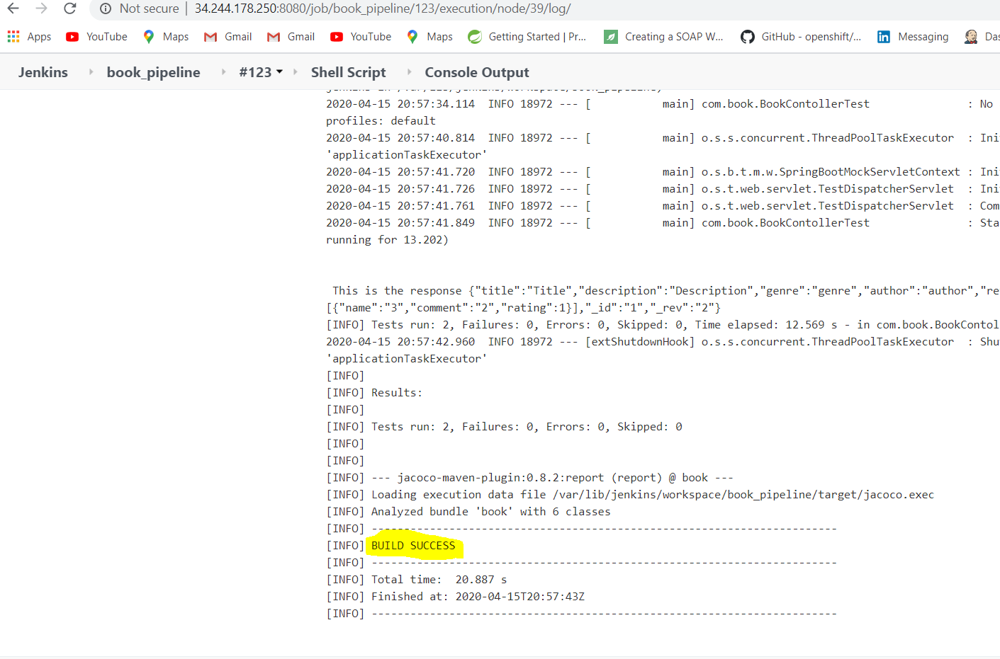 Not secure | 34.244.178.250:8080/job/book_pipeline/123/execution/node/39/log/
Apps YouTube Maps Gmail Gmail YouTube Maps Getting Started | Pr... Creating a SOAP W... GitHub - openshift/... Messaging Das
Jenkins book_pipeline #123 Shell Script Console Output
2020-04-15 20:57:34.114  INFO 18972 --- [           main] com.book.BookContollerTest               : No
profiles: default
2020-04-15 20:57:40.814  INFO 18972 --- [           main] o.s.s.concurrent.ThreadPoolTaskExecutor  : Ini
'applicationTaskExecutor'
2020-04-15 20:57:41.720  INFO 18972 --- [           main] o.s.b.t.m.w.SpringBootMockServletContext : Ini
2020-04-15 20:57:41.726  INFO 18972 --- [           main] o.s.t.web.servlet.TestDispatcherServlet  : Ini
2020-04-15 20:57:41.761  INFO 18972 --- [           main] o.s.t.web.servlet.TestDispatcherServlet  : Com
2020-04-15 20:57:41.849  INFO 18972 --- [           main] com.book.BookContollerTest               : Sta
running for 13.202)
This is the response {"title":"Title","description":"Description","genre":"genre","author":"author","re
[{"name":"3","comment":"2","rating":1}],"_id":"1","_rev":"2"}
[INFO] Tests run: 2, Failures: 0, Errors: 0, Skipped: 0, Time elapsed: 12.569 s - in com.book.BookContol
2020-04-15 20:57:42.960  INFO 18972 --- [extShutdownHook] o.s.s.concurrent.ThreadPoolTaskExecutor  : Shu
'applicationTaskExecutor'
[INFO]
[INFO] Results:
[INFO]
[INFO] Tests run: 2, Failures: 0, Errors: 0, Skipped: 0
[INFO]
[INFO]
[INFO] --- jacoco-maven-plugin:0.8.2:report (report) @ book ---
[INFO] Loading execution data file /var/lib/jenkins/workspace/book_pipeline/target/jacoco.exec
[INFO] Analyzed bundle 'book' with 6 classes
[INFO] ------------------------------------------------------------------------
[INFO] BUILD SUCCESS
[INFO] ------------------------------------------------------------------------
[INFO] Total time:  20.887 s
[INFO] Finished at: 2020-04-15T20:57:43Z
[INFO] ------------------------------------------------------------------------